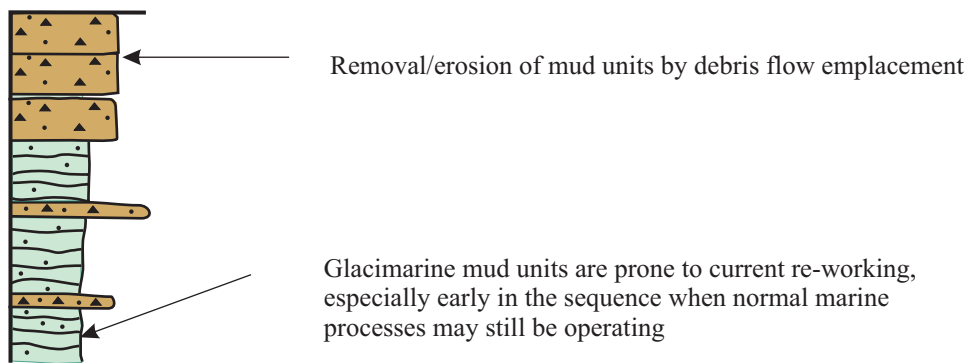 Removal/erosion of mud units by debris flow emplacement
Glacimarine mud units are prone to current re-working,
especially early in the sequence when normal marine
processes may still be operating